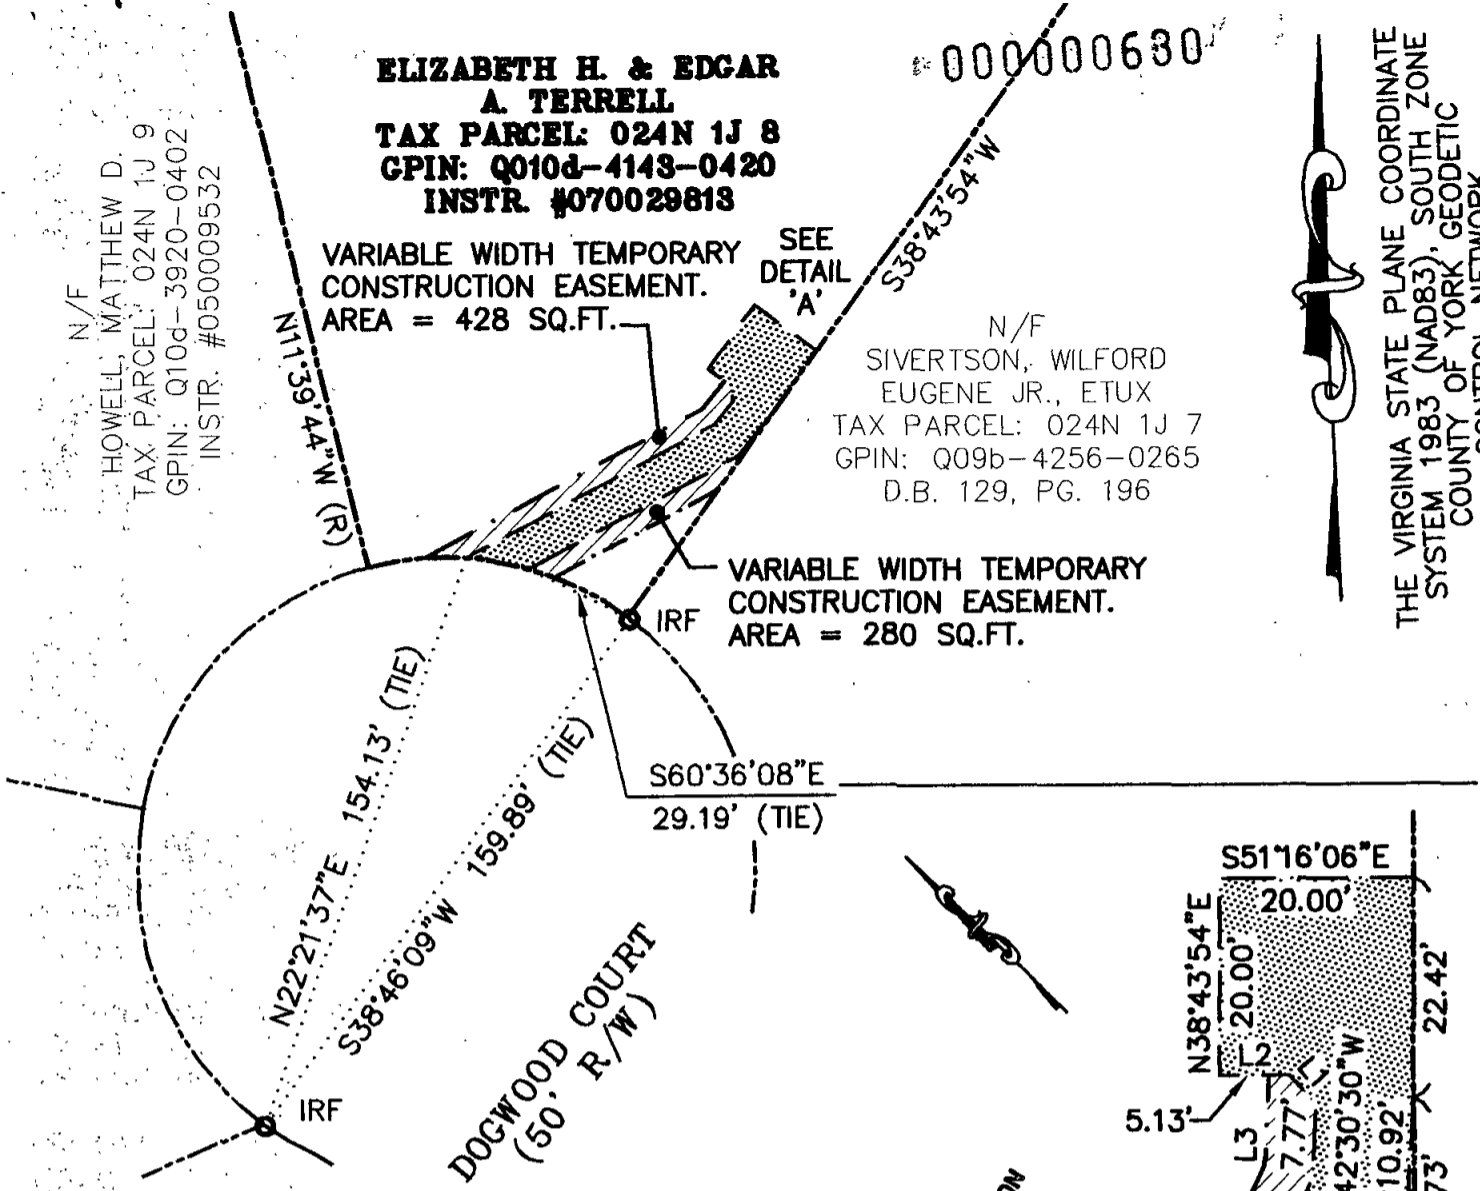 000000630
ELIZABETH H. & EDGAR
A. TERRELL
TAX PARCEL: 024N 1J 8
GPIN: Q010d-4143-0420
INSTR. #070029813
N/F
HOWELL, MATTHEW D.
TAX PARCEL: 024N 1J 9
GPIN: Q10d-3920-0402
INSTR. #050009532
N11°39'44"W (R)
VARIABLE WIDTH TEMPORARY
CONSTRUCTION EASEMENT.
AREA = 428 SQ.FT.
SEE
DETAIL
'A'
S38°43'54"W
N/F
SIVERTSON, WILFORD
EUGENE JR., ETUX
TAX PARCEL: 024N 1J 7
GPIN: Q09b-4256-0265
D.B. 129, PG. 196
THE VIRGINIA STATE PLANE COORDINATE
SYSTEM 1983 (NAD83), SOUTH ZONE
COUNTY OF YORK GEODETIC
CONTROL NETWORK
VARIABLE WIDTH TEMPORARY
CONSTRUCTION EASEMENT.
AREA = 280 SQ.FT.
IRF
N22°21'37"E 154.13' (TIE)
S38°46'09"W 159.89' (TIE)
S60°36'08"E
29.19' (TIE)
IRF
DOGWOOD COURT
(50' R/W)
S51°16'06"E
20.00'
N38°43'54"E
20.00'
22.42'
L2
5.13'
L3
7.77'
42°30'30"W
10.92'
73'